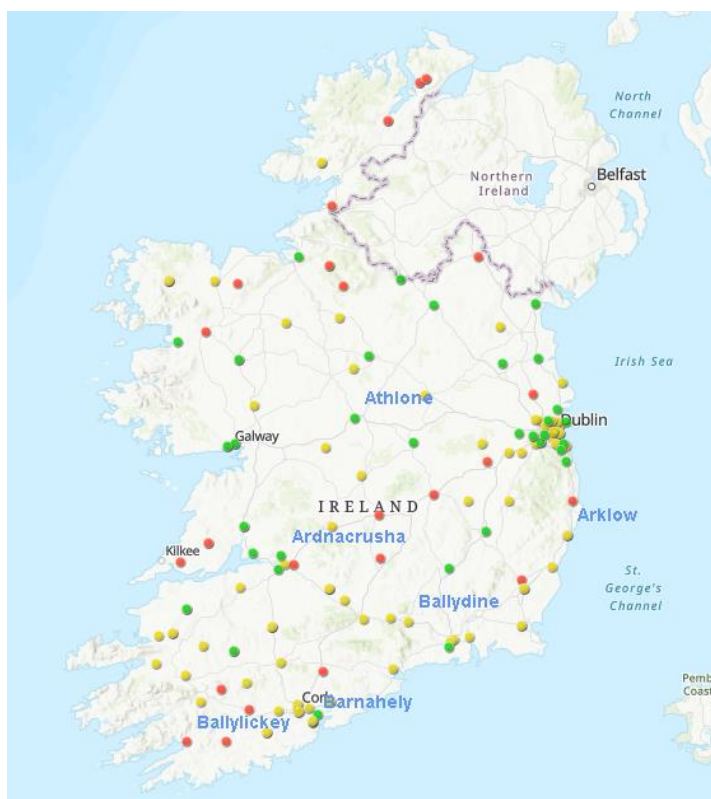 North
Channel
Northern
Ireland
Belfast
Irish Sea
Athlone
Dublin
Galway
IRELAND
Arklow
Ardnacrusha
Kilkee
St.
George's
Channel
Ballydine
Pemb
Coast
Cork
Barnahely
Ballylickey